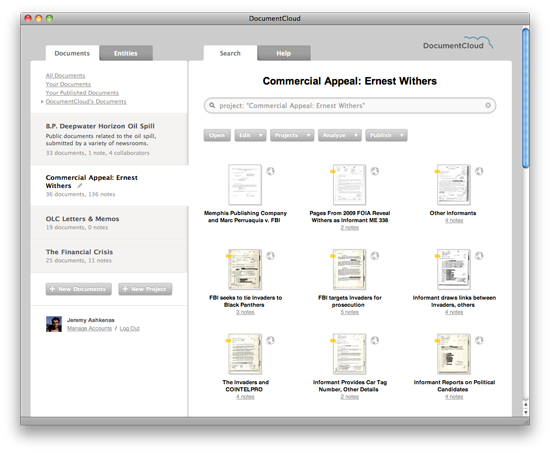 DocumentCloud
Documents
Entities
Search
Help
DocumentCloud
All Documents
Your Documents
Your Published Documents
DocumentCloud's Documents
B.P. Deepwater Horizon Oil Spill
Public documents related to the oil spill,
submitted by a variety of newsrooms.
33 documents, 1 note, 4 collaborators
Commercial Appeal: Ernest
Withers
36 documents, 136 notes
OLC Letters & Memos
19 documents, 0 notes
The Financial Crisis
25 documents, 11 notes
+ New Documents
+ New Project
Jeremy Ashkenas
Manage Accounts / Log Out
Commercial Appeal: Ernest Withers
project: "Commercial Appeal: Ernest Withers"
Open
Edit
Projects
Analyze
Publish
Memphis Publishing Company
and Marc Perrusquia v. FBI
Pages From 2009 FOIA Reveal
Withers as Informant ME 338
2 notes
Other Informants
4 notes
FBI seeks to tie Invaders to
Black Panthers
3 notes
FBI targets Invaders for
prosecution
5 notes
Informant draws links between
Invaders, others
4 notes
The Invaders and
COINTELPRO
4 notes
Informant Provides Car Tag
Number, Other Details
2 notes
Informant Reports on Political
Candidates
4 notes